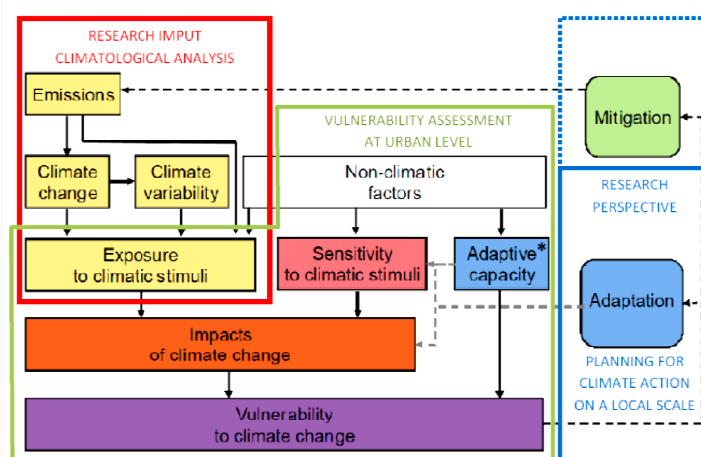 RESEARCH IMPUT
CLIMATOLOGICAL ANALYSIS
Emissions
VULNERABILITY ASSESSMENT
AT URBAN LEVEL
Mitigation
Climate
change
Climate
variability
Non-climatic
factors
RESEARCH
PERSPECTIVE
Exposure
to climatic stimuli
Sensitivity
to climatic stimuli
Adaptive*
capacity
Adaptation
Impacts
of climate change
PLANNING FOR
CLIMATE ACTION
ON A LOCAL SCALE
Vulnerability
to climate change